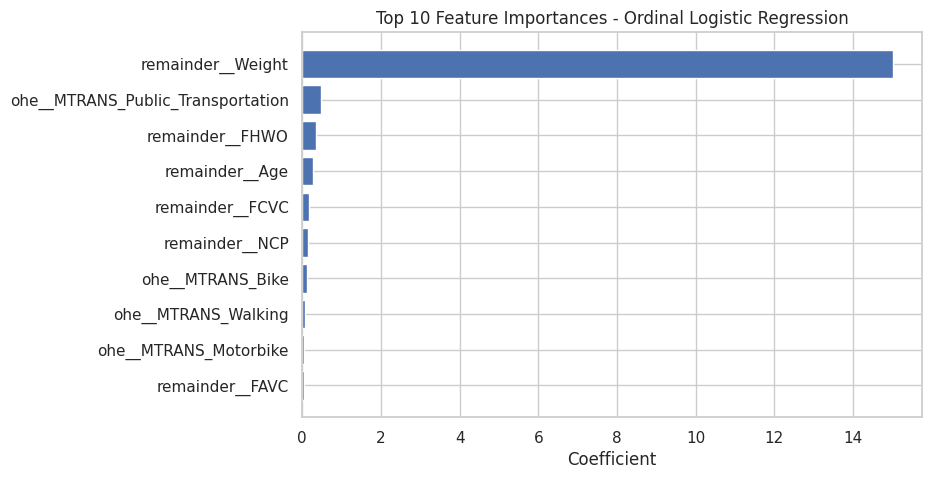 Top 10 Feature Importances - Ordinal Logistic Regression
remainder__Weight
ohe__MTRANS_Public_Transportation
remainder__FHWO
remainder__Age
remainder__FCVC
remainder__NCP
ohe__MTRANS_Bike
ohe__MTRANS_Walking
ohe__MTRANS_Motorbike
remainder__FAVC
0 2 4 6 8 10 12 14
Coefficient